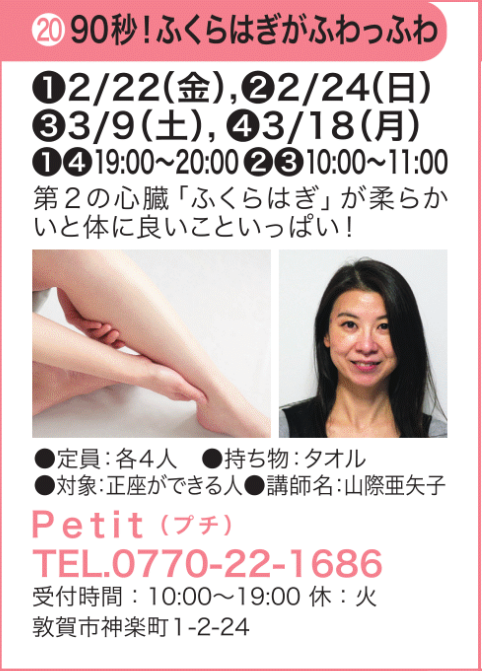 ⑳90秒！ふくらはぎがふわっふわ
❶2/22(金),❷2/24(日)
❸3/9(土),❹3/18(月)
❶❹19:00～20:00 ❷❸10:00～11:00
第２の心臓「ふくらはぎ」が柔らか
いと体に良いこといっぱい！
●定員：各4人　●持ち物：タオル
●対象：正座ができる人●講師名：山際亜矢子
Petit（プチ）
TEL.0770-22-1686
受付時間：10:00～19:00 休：火
敦賀市神楽町1-2-24